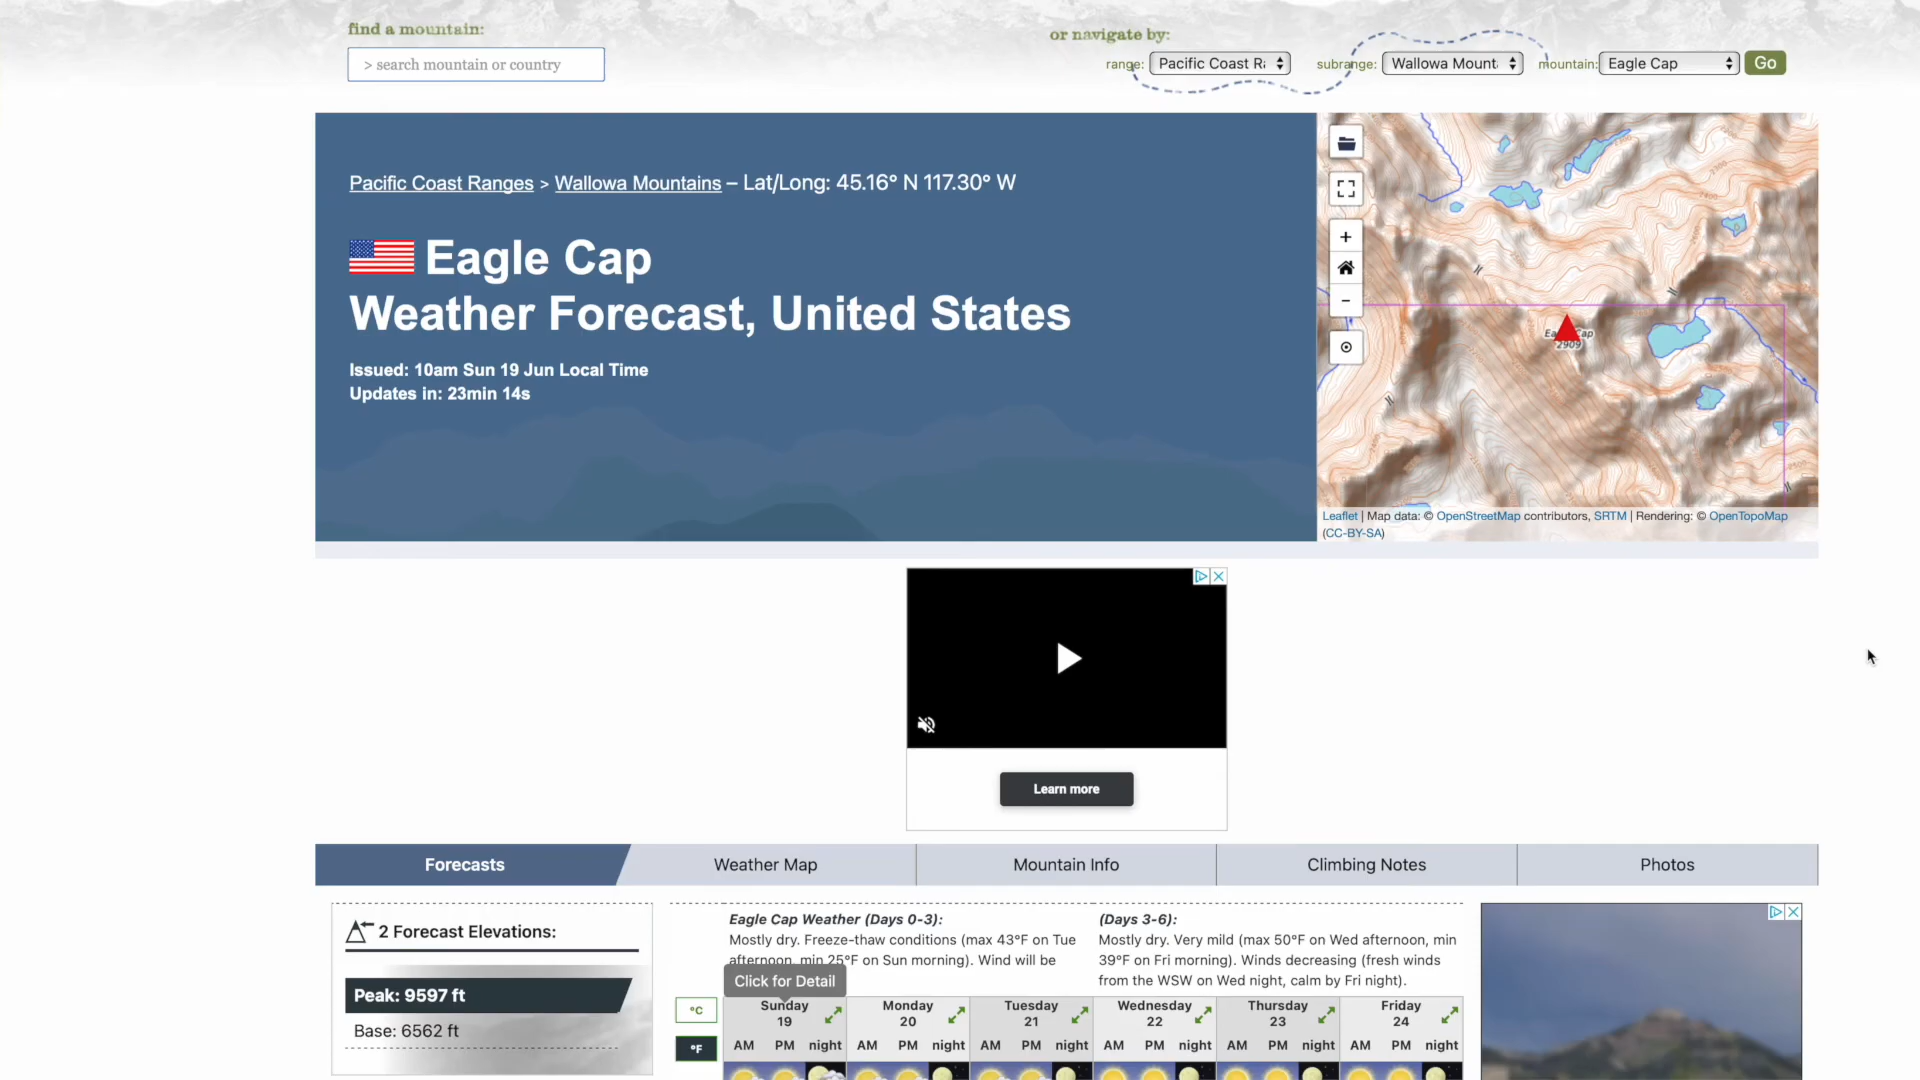 find a mountain:
> search mountain or country
or navigate by:
range: Pacific Coast Ra subrange: Wallowa Mount: mountain: Eagle Cap Go
Pacific Coast Ranges > Wallowa Mountains – Lat/Long: 45.16° N 117.30° W
Eagle Cap
Weather Forecast, United States
Issued: 10am Sun 19 Jun Local Time
Updates in: 23min 14s
Eagle Cap
2909
Leaflet | Map data: © OpenStreetMap contributors, SRTM | Rendering: © OpenTopoMap
(CC-BY-SA)
Learn more
Forecasts Weather Map Mountain Info Climbing Notes Photos
2 Forecast Elevations:
Peak: 9597 ft
Base: 6562 ft
Eagle Cap Weather (Days 0-3):
Mostly dry. Freeze-thaw conditions (max 43°F on Tue
afternoon, min 25°F on Sun morning). Wind will be
Click for Detail
(Days 3-6):
Mostly dry. Very mild (max 50°F on Wed afternoon, min
39°F on Fri morning). Winds decreasing (fresh winds
from the WSW on Wed night, calm by Fri night).
°C
°F
Sunday Monday Tuesday Wednesday Thursday Friday
19 20 21 22 23 24
AM PM night AM PM night AM PM night AM PM night AM PM night AM PM night